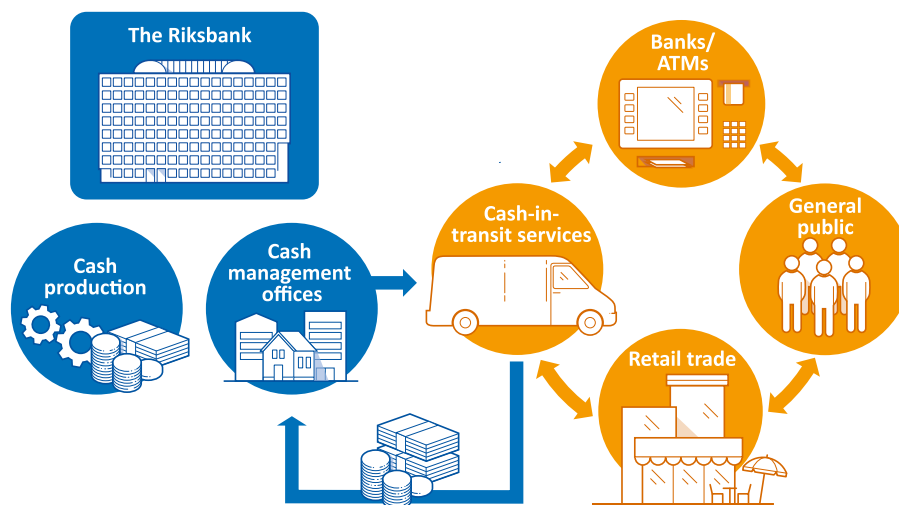 The Riksbank
Banks/
ATMs
Cash-in-
transit services
General
public
Cash
production
Cash
management
offices
Retail trade